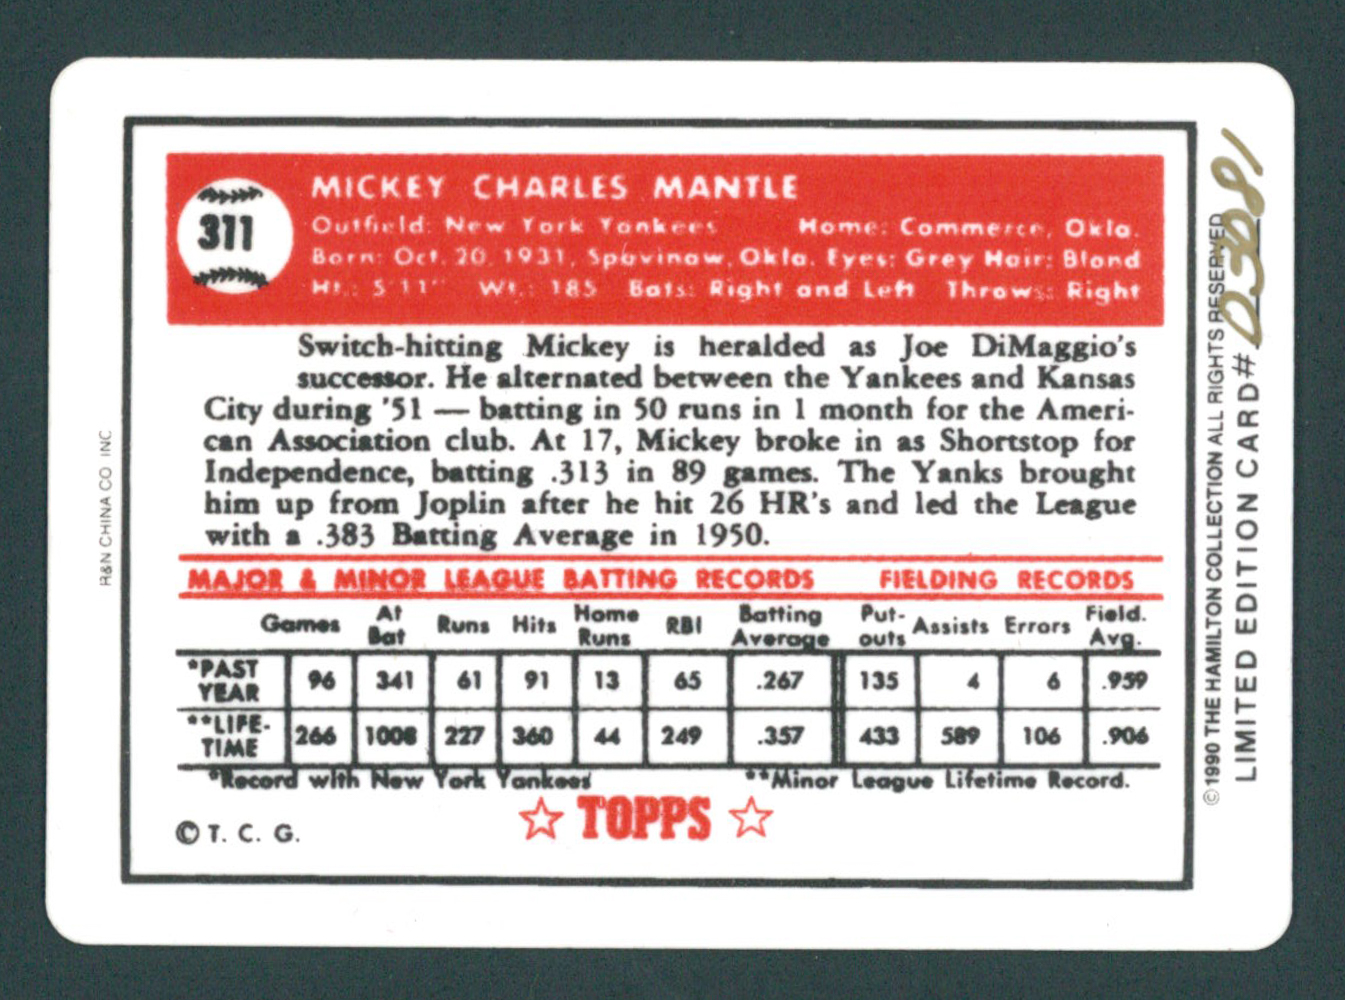 311
MICKEY CHARLES MANTLE
Outfield: New York Yankees Home: Commerce, Okla.
Born: Oct. 20, 1931, Spavinaw, Okla. Eyes: Grey Hair: Blond
Ht.: 5'11" Wt.: 185 Bats: Right and Left Throws: Right
Switch-hitting Mickey is heralded as Joe DiMaggio's
successor. He alternated between the Yankees and Kansas
City during '51 — batting in 50 runs in 1 month for the Ameri-
can Association club. At 17, Mickey broke in as Shortstop for
Independence, batting .313 in 89 games. The Yanks brought
him up from Joplin after he hit 26 HR's and led the League
with a .383 Batting Average in 1950.
MAJOR & MINOR LEAGUE BATTING RECORDS FIELDING RECORDS
Games At Bat Runs Hits Home Runs RBI Batting Average Put-outs Assists Errors Field. Avg.
*PAST YEAR 96 341 61 91 13 65 .267 135 4 6 .959
**LIFE-TIME 266 1008 227 360 44 249 .357 433 589 106 .906
*Record with New York Yankees **Minor League Lifetime Record.
© T. C. G. TOPPS
R&N CHINA CO INC
© 1990 THE HAMILTON COLLECTION ALL RIGHTS RESERVED
LIMITED EDITION CARD# 03081